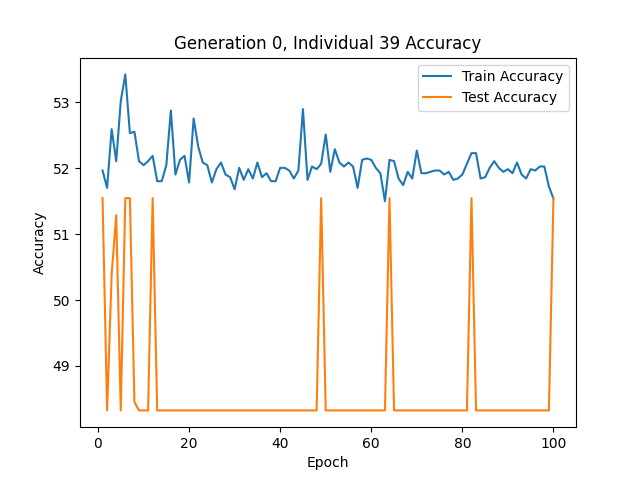 Generation 0, Individual 39 Accuracy
Train Accuracy
Test Accuracy
53
52
51
50
49
Accuracy
0 20 40 60 80 100
Epoch